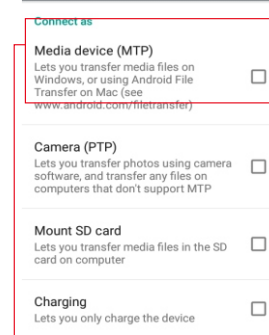 Connect as
Media device (MTP)
Lets you transfer media files on
Windows, or using Android File
Transfer on Mac (see
www.android.com/filetransfer)
Camera (PTP)
Lets you transfer photos using camera
software, and transfer any files on
computers that don't support MTP
Mount SD card
Lets you transfer media files in the SD
card on computer
Charging
Lets you only charge the device